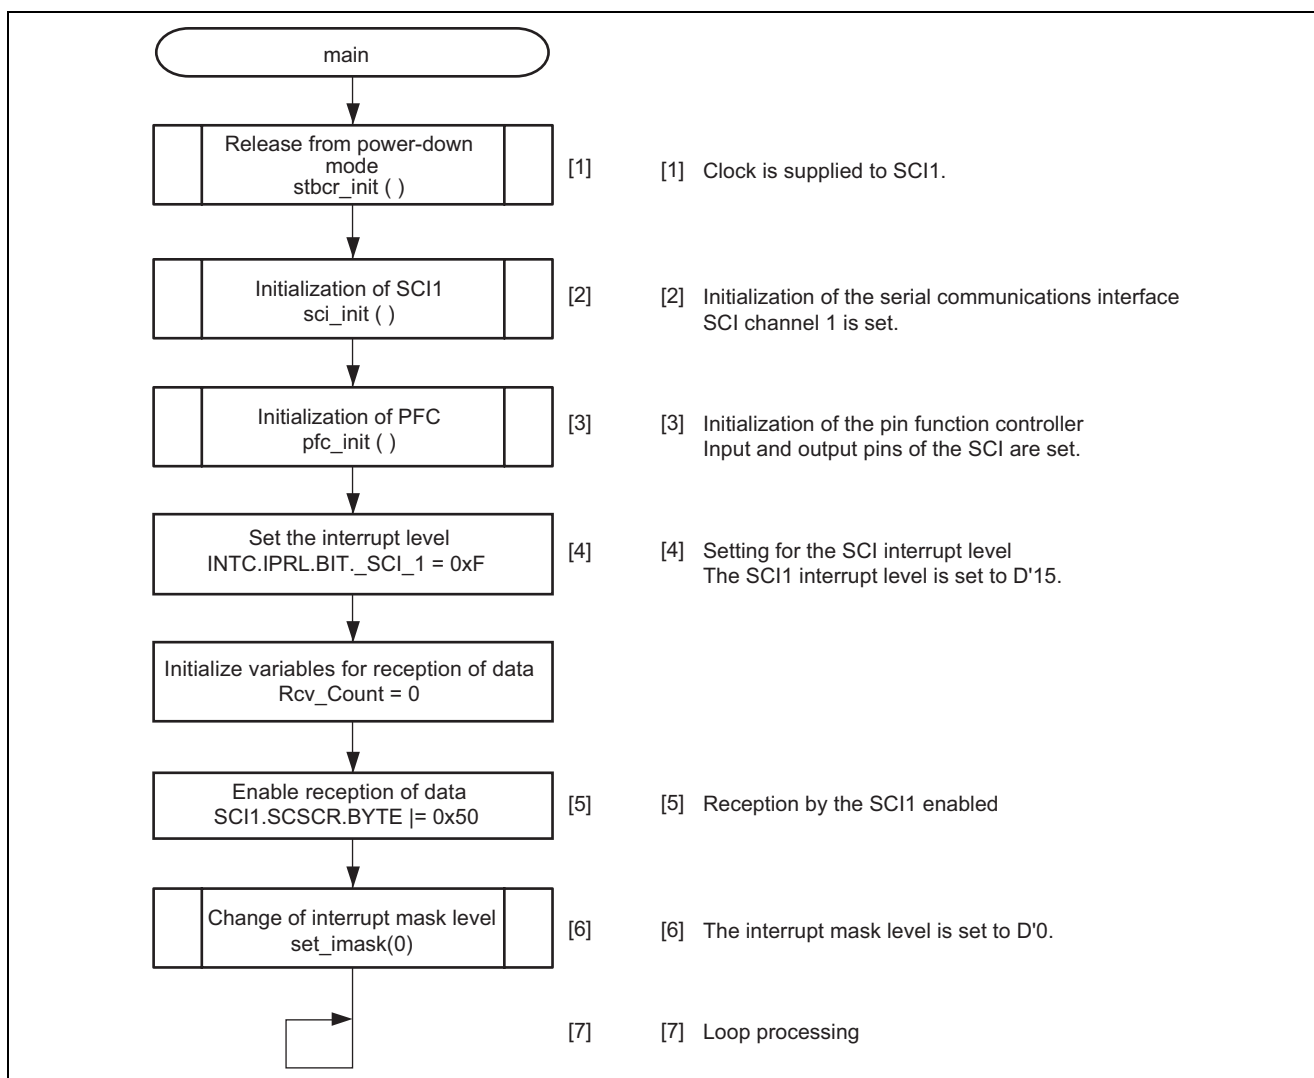 main
Release from power-down
mode
stbcr_init ( )
[1]
[1] Clock is supplied to SCI1.
Initialization of SCI1
sci_init ( )
[2]
[2] Initialization of the serial communications interface
SCI channel 1 is set.
Initialization of PFC
pfc_init ( )
[3]
[3] Initialization of the pin function controller
Input and output pins of the SCI are set.
Set the interrupt level
INTC.IPRL.BIT._SCI_1 = 0xF
[4]
[4] Setting for the SCI interrupt level
The SCI1 interrupt level is set to D'15.
Initialize variables for reception of data
Rcv_Count = 0
Enable reception of data
SCI1.SCSCR.BYTE |= 0x50
[5]
[5] Reception by the SCI1 enabled
Change of interrupt mask level
set_imask(0)
[6]
[6] The interrupt mask level is set to D'0.
[7]
[7] Loop processing